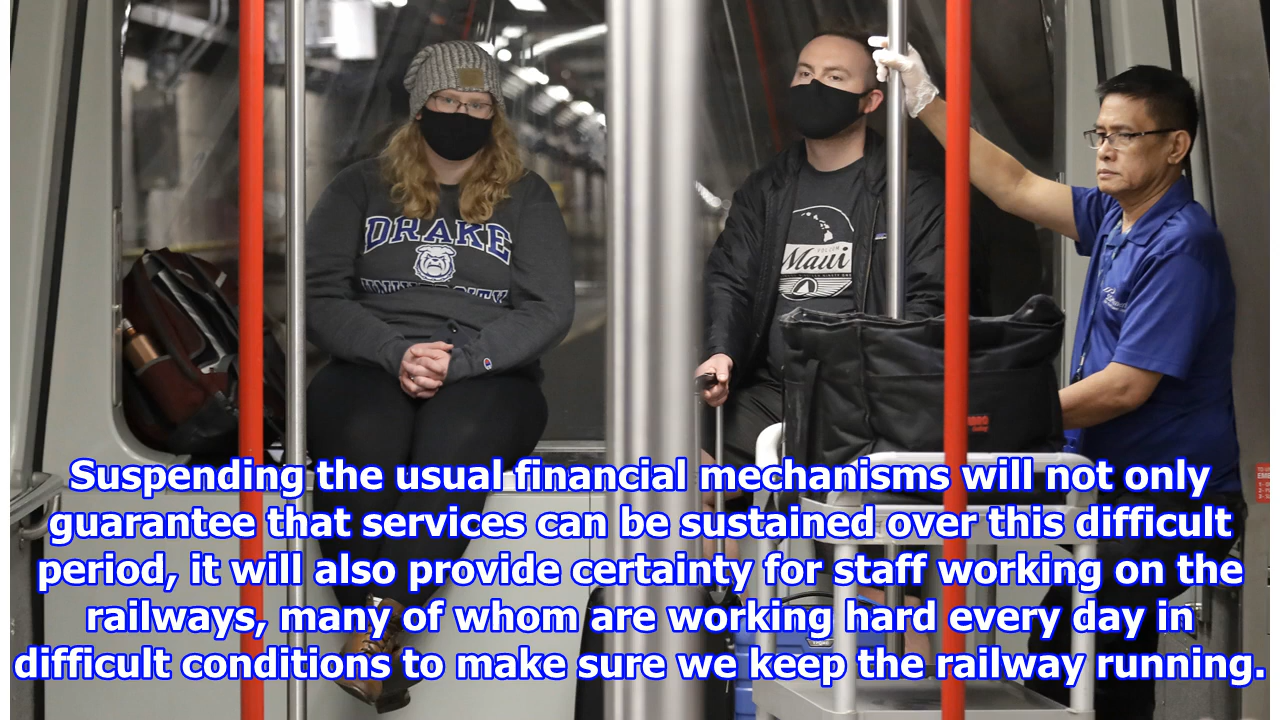 DRAKE
Maui
Suspending the usual financial mechanisms will not only
guarantee that services can be sustained over this difficult
period, it will also provide certainty for staff working on the
railways, many of whom are working hard every day in
difficult conditions to make sure we keep the railway running.